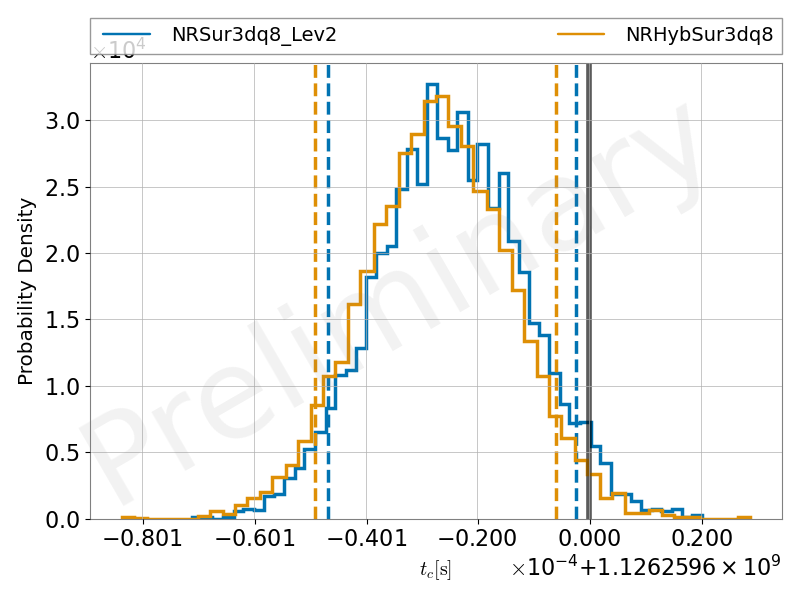 NRSur3dq8_Lev2 NRHybSur3dq8
×10⁴
3.0
2.5
2.0
1.5
1.0
0.5
0.0
Probability Density
Preliminary
−0.801 −0.601 −0.401 −0.200 0.000 0.200
t_c[s] ×10⁻⁴+1.1262596 × 10⁹